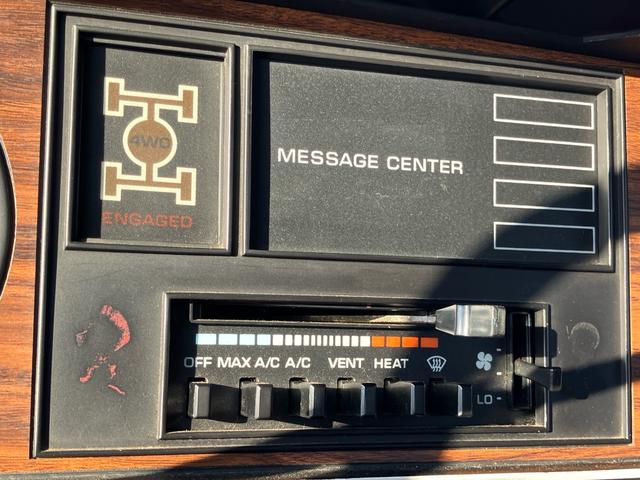 4WD
ENGAGED
MESSAGE CENTER
OFF MAX A/C A/C VENT HEAT
LO